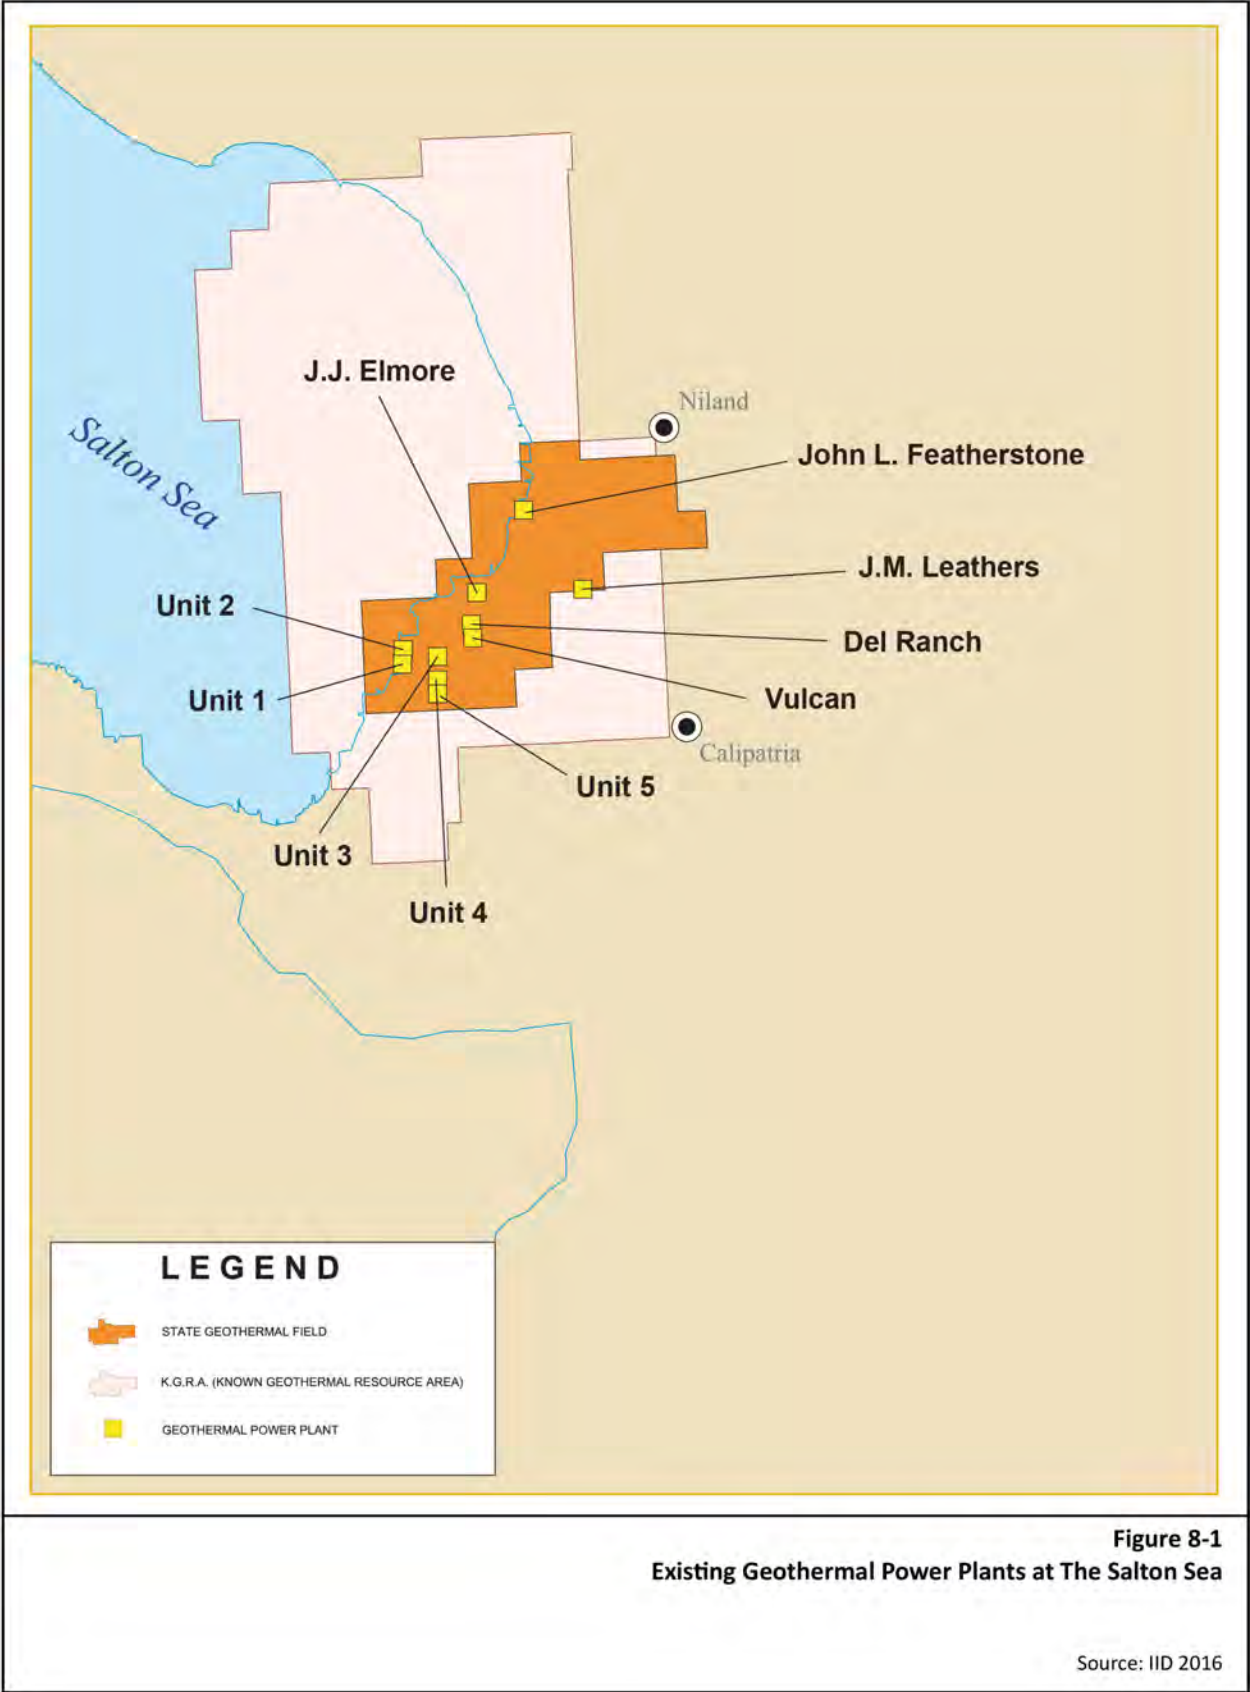 J.J. Elmore
Niland
Salton Sea
John L. Featherstone
J.M. Leathers
Unit 2
Del Ranch
Unit 1
Vulcan
Calipatria
Unit 5
Unit 3
Unit 4
LEGEND
STATE GEOTHERMAL FIELD
K.G.R.A. (KNOWN GEOTHERMAL RESOURCE AREA)
GEOTHERMAL POWER PLANT
Figure 8-1
Existing Geothermal Power Plants at The Salton Sea
Source: IID 2016